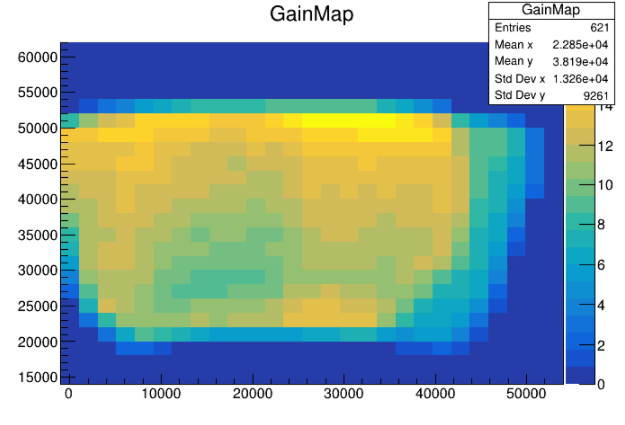 GainMap
GainMap
Entries 621
Mean x 2.285e+04
Mean y 3.819e+04
Std Dev x 1.326e+04
Std Dev y 9261
60000
55000
50000
45000
40000
35000
30000
25000
20000
15000
0 10000 20000 30000 40000 50000
14
12
10
8
6
4
2
0